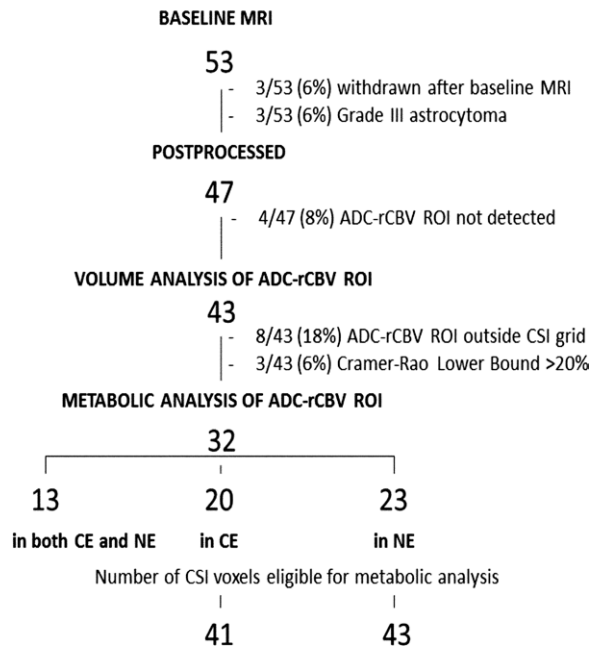 BASELINE MRI
53
- 3/53 (6%) withdrawn after baseline MRI
- 3/53 (6%) Grade III astrocytoma
POSTPROCESSED
47
- 4/47 (8%) ADC-rCBV ROI not detected
VOLUME ANALYSIS OF ADC-rCBV ROI
43
- 8/43 (18%) ADC-rCBV ROI outside CSI grid
- 3/43 (6%) Cramer-Rao Lower Bound >20%
METABOLIC ANALYSIS OF ADC-rCBV ROI
32
13 20 23
in both CE and NE in CE in NE
Number of CSI voxels eligible for metabolic analysis
41 43